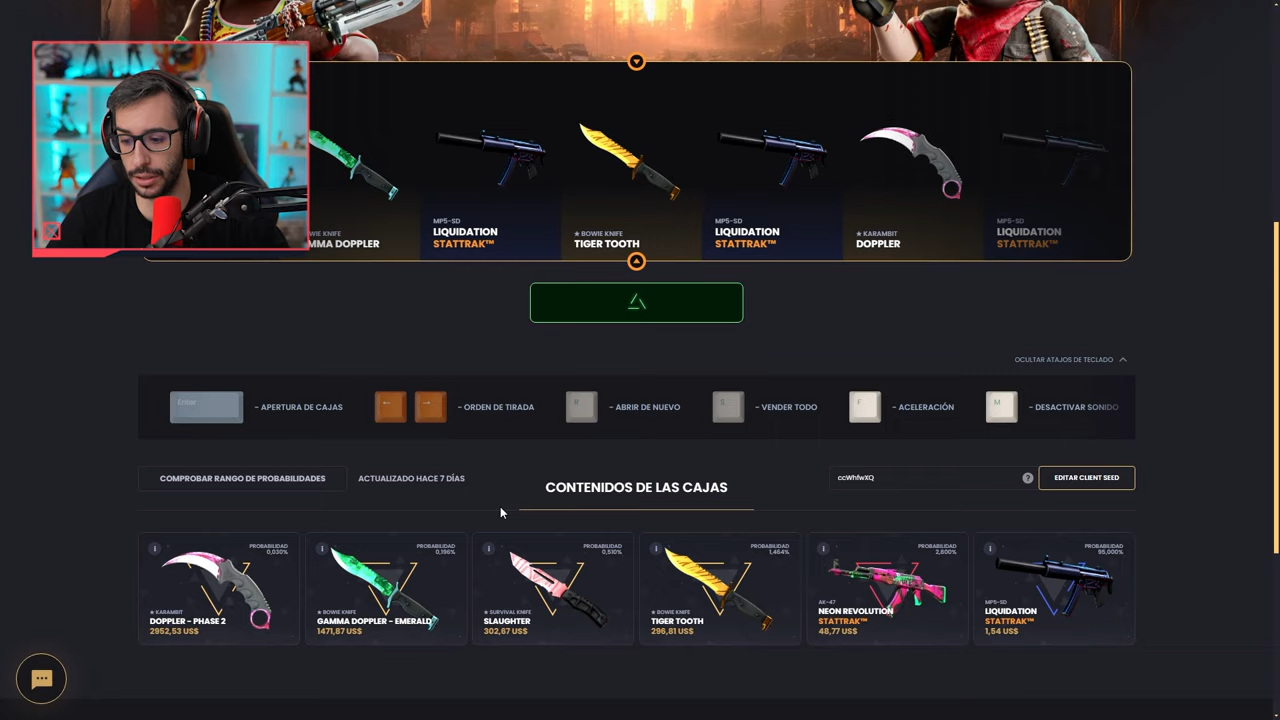 WIE KNIFE
MMA DOPPLER
MP5-SD
LIQUIDATION
STATTRAK™
★ BOWIE KNIFE
TIGER TOOTH
MP5-SD
LIQUIDATION
STATTRAK™
★ KARAMBIT
DOPPLER
MP5-SD
LIQUIDATION
STATTRAK™
OCULTAR ATAJOS DE TECLADO
Enter
- APERTURA DE CAJAS
← →
- ORDEN DE TIRADA
R
- ABRIR DE NUEVO
S
- VENDER TODO
F
- ACELERACIÓN
M
- DESACTIVAR SONIDO
COMPROBAR RANGO DE PROBABILIDADES
ACTUALIZADO HACE 7 DÍAS
CONTENIDOS DE LAS CAJAS
ccWhfwXQ
?
EDITAR CLIENT SEED
i
PROBABILIDAD
0,030%
★ KARAMBIT
DOPPLER - PHASE 2
2952,53 US$
i
PROBABILIDAD
0,196%
★ BOWIE KNIFE
GAMMA DOPPLER - EMERALD
1471,87 US$
i
PROBABILIDAD
0,510%
★ SURVIVAL KNIFE
SLAUGHTER
302,67 US$
i
PROBABILIDAD
1,464%
★ BOWIE KNIFE
TIGER TOOTH
296,81 US$
i
PROBABILIDAD
2,800%
AK-47
NEON REVOLUTION
STATTRAK™
48,77 US$
i
PROBABILIDAD
95,000%
MP5-SD
LIQUIDATION
STATTRAK™
1,54 US$